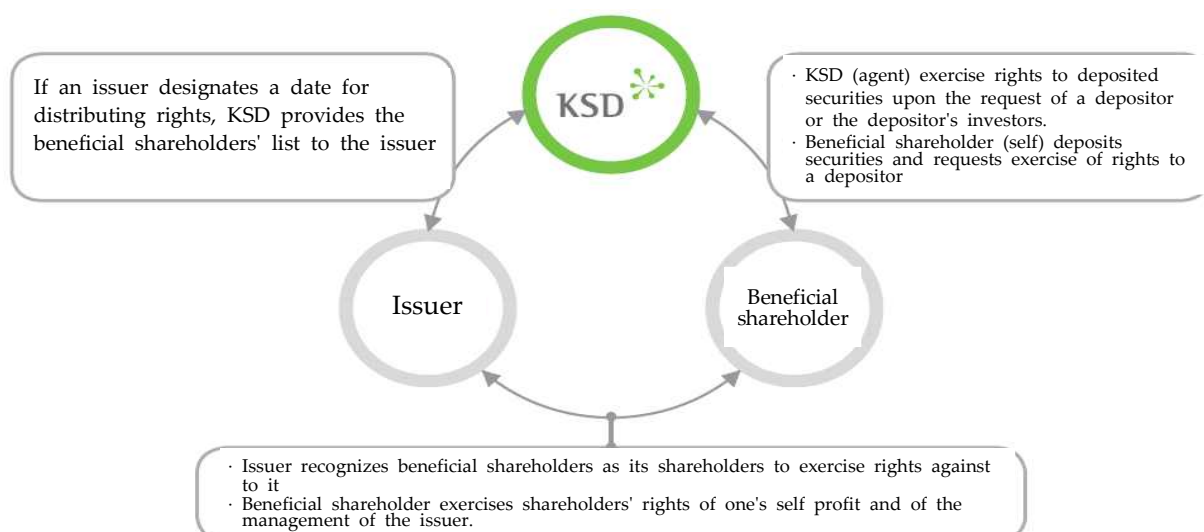 KSD
If an issuer designates a date for
distributing rights, KSD provides the
beneficial shareholders' list to the issuer
· KSD (agent) exercise rights to deposited
securities upon the request of a depositor
or the depositor's investors.
· Beneficial shareholder (self) deposits
securities and requests exercise of rights to
a depositor
Issuer
Beneficial
shareholder
· Issuer recognizes beneficial shareholders as its shareholders to exercise rights against
to it
· Beneficial shareholder exercises shareholders' rights of one's self profit and of the
management of the issuer.